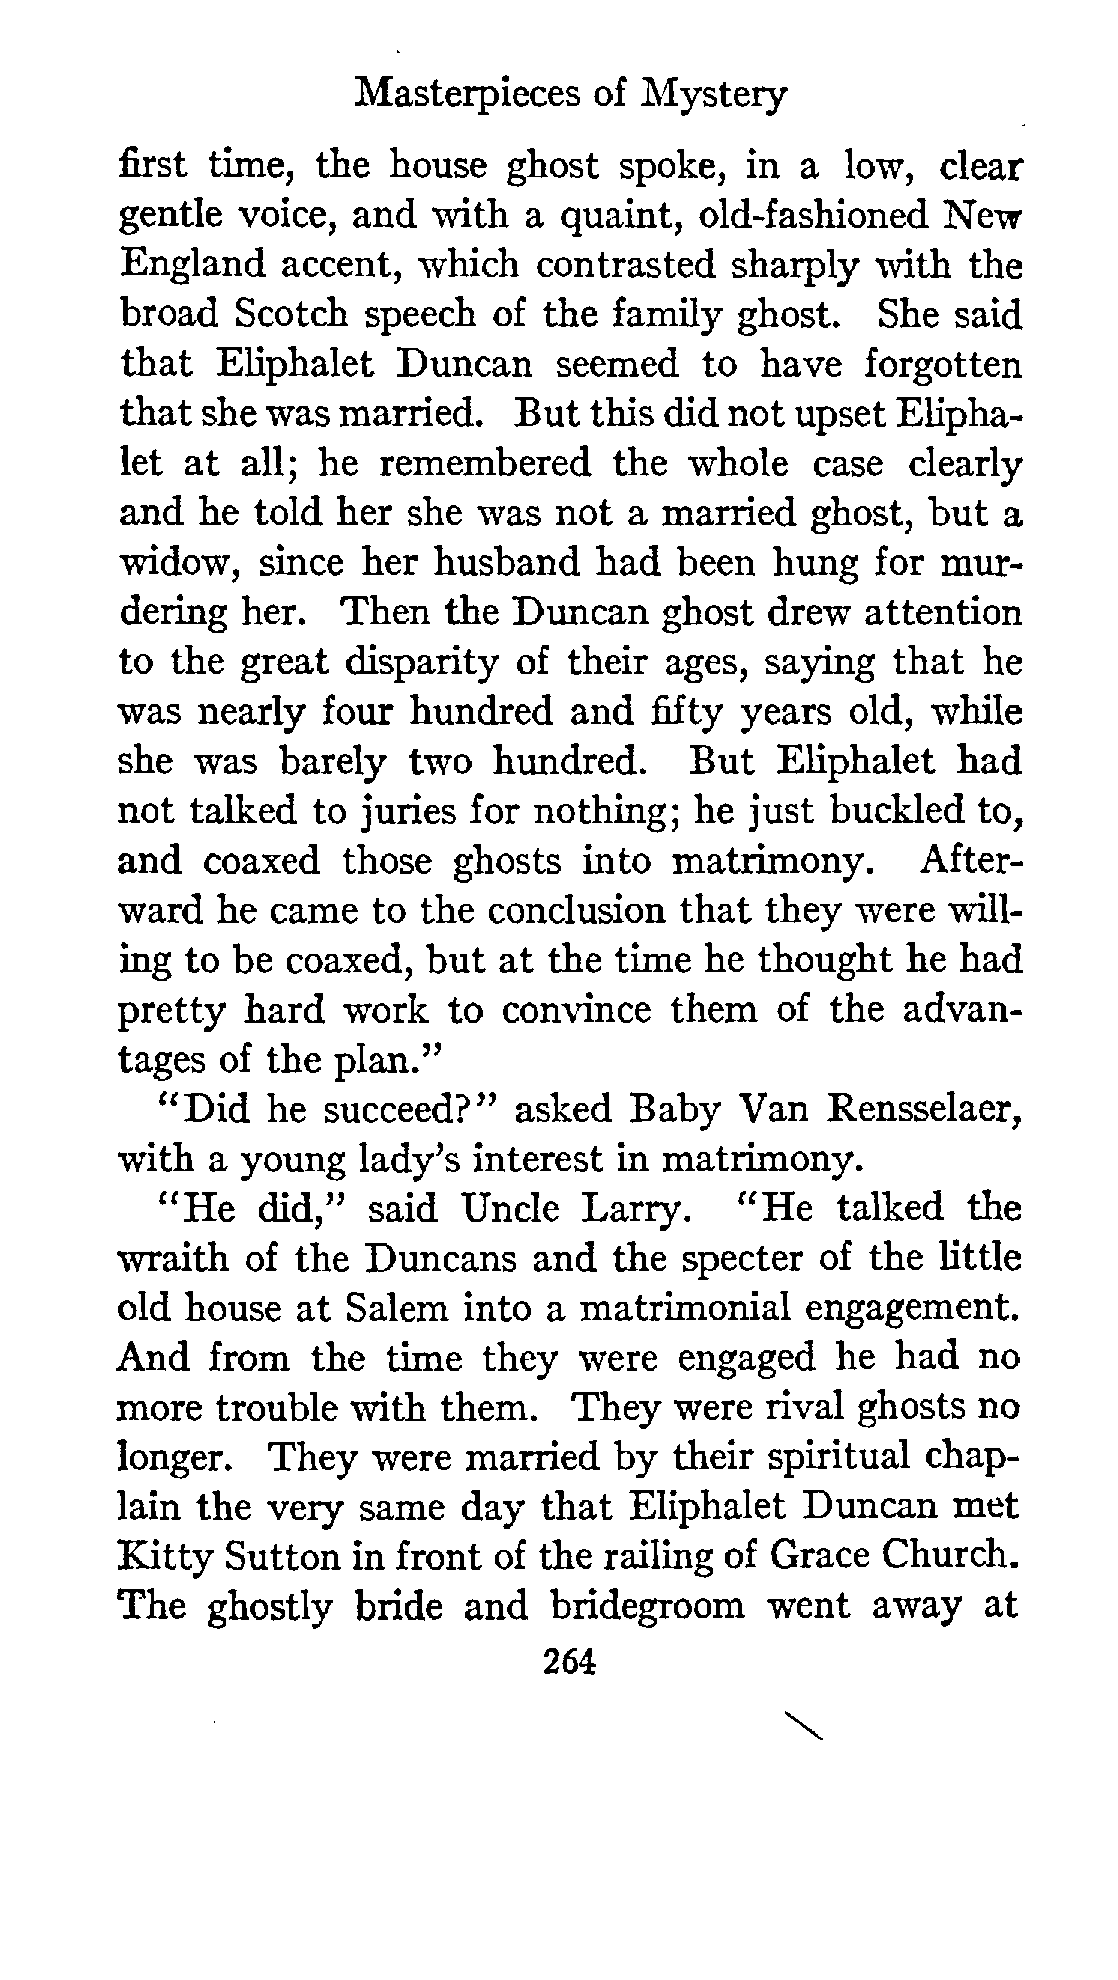 Masterpieces of Mystery
first time, the house ghost spoke, in a low, clear
gentle voice, and with a quaint, old-fashioned New
England accent, which contrasted sharply with the
broad Scotch speech of the family ghost. She said
that Eliphalet Duncan seemed to have forgotten
that she was married. But this did not upset Elipha-
let at all; he remembered the whole case clearly
and he told her she was not a married ghost, but a
widow, since her husband had been hung for mur-
dering her. Then the Duncan ghost drew attention
to the great disparity of their ages, saying that he
was nearly four hundred and fifty years old, while
she was barely two hundred. But Eliphalet had
not talked to juries for nothing; he just buckled to,
and coaxed those ghosts into matrimony. After-
ward he came to the conclusion that they were will-
ing to be coaxed, but at the time he thought he had
pretty hard work to convince them of the advan-
tages of the plan."
"Did he succeed?" asked Baby Van Rensselaer,
with a young lady's interest in matrimony.
"He did," said Uncle Larry. "He talked the
wraith of the Duncans and the specter of the little
old house at Salem into a matrimonial engagement.
And from the time they were engaged he had no
more trouble with them. They were rival ghosts no
longer. They were married by their spiritual chap-
lain the very same day that Eliphalet Duncan met
Kitty Sutton in front of the railing of Grace Church.
The ghostly bride and bridegroom went away at
264